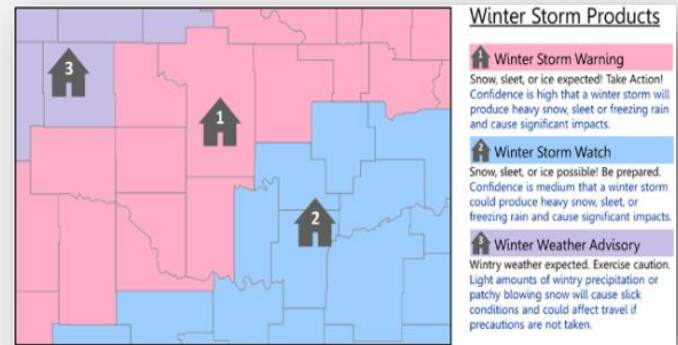 Winter Storm Products
3
1
2
1 Winter Storm Warning
Snow, sleet, or ice expected! Take Action!
Confidence is high that a winter storm will
produce heavy snow, sleet or freezing rain
and cause significant impacts.
2 Winter Storm Watch
Snow, sleet, or ice possible! Be prepared.
Confidence is medium that a winter storm
could produce heavy snow, sleet, or
freezing rain and cause significant impacts.
3 Winter Weather Advisory
Wintry weather expected. Exercise caution.
Light amounts of wintry precipitation or
patchy blowing snow will cause slick
conditions and could affect travel if
precautions are not taken.